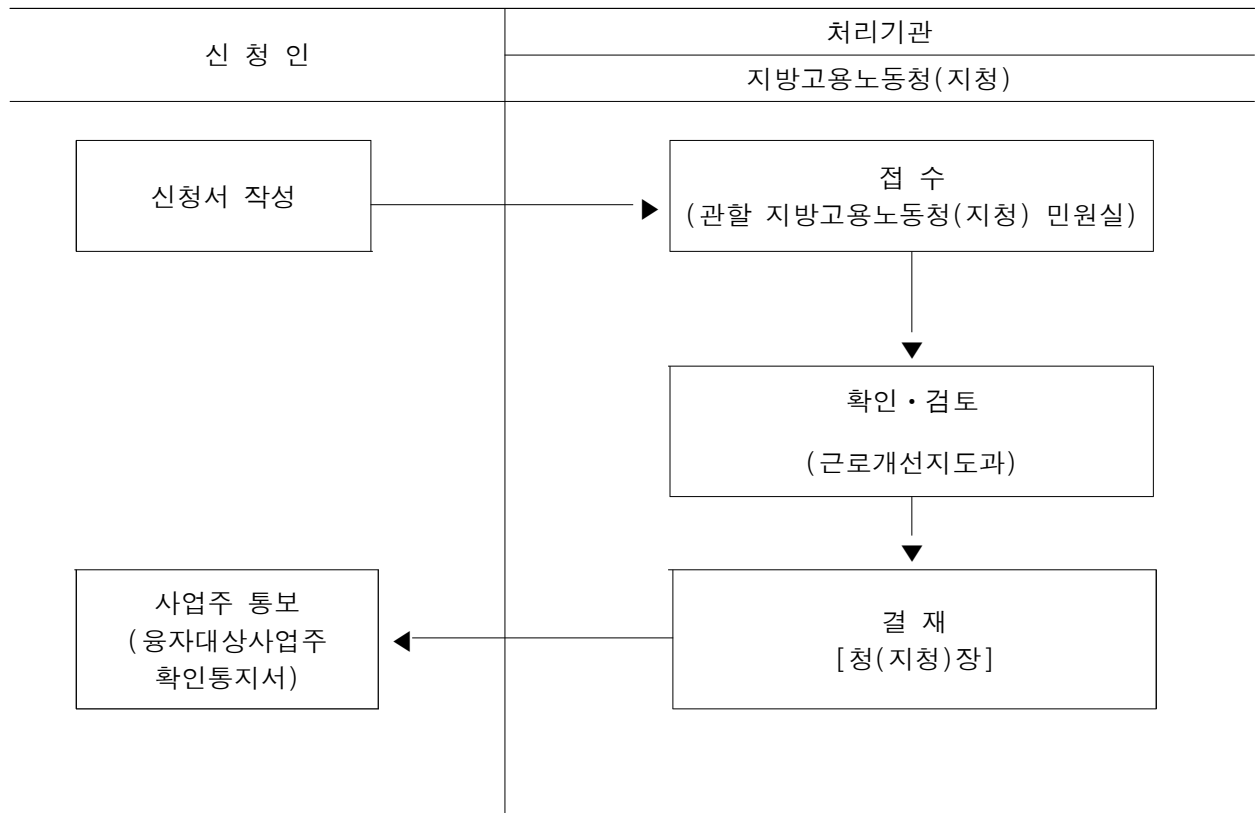 신 청 인
처리기관
지방고용노동청(지청)
신청서 작성
접 수
(관할 지방고용노동청(지청) 민원실)
확인·검토
(근로개선지도과)
결 재
[청(지청)장]
사업주 통보
(융자대상사업주
확인통지서)